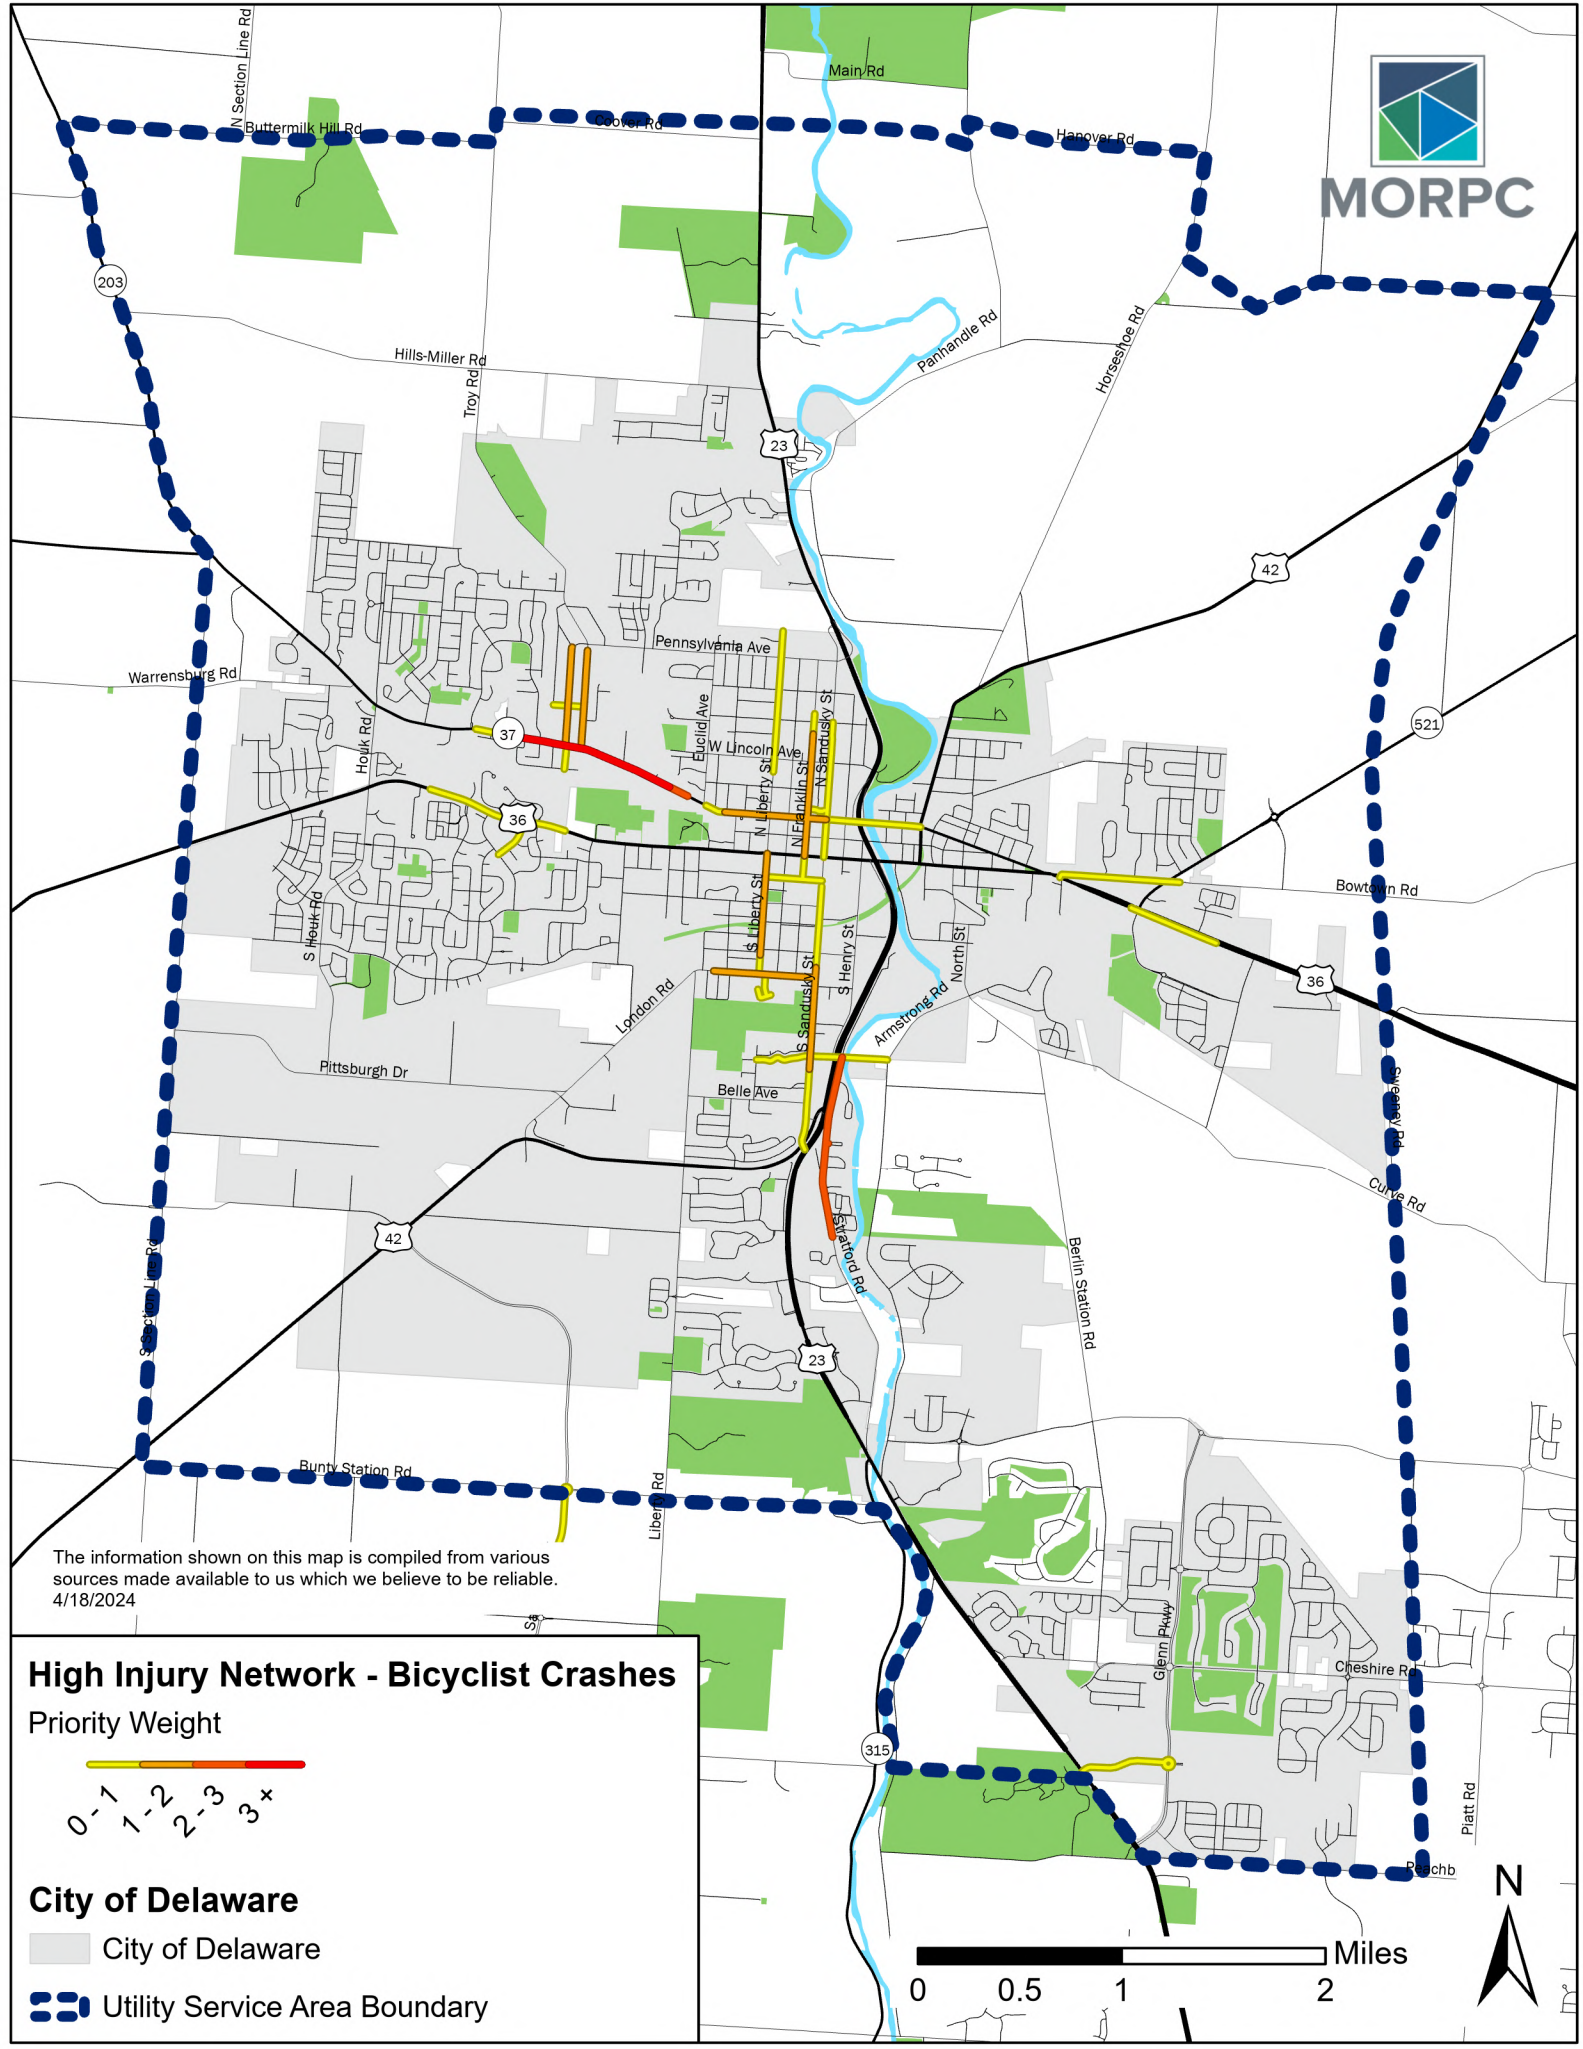 N Section Line Rd
Main Rd
Buttermilk Hill Rd
Coover Rd
Hanover Rd
MORPC
203
Hills-Miller Rd
Troy Rd
Panhandle Rd
Horseshoe Rd
23
42
Pennsylvania Ave
Warrensburg Rd
Houk Rd
37
Euclid Ave
W Lincoln Ave
N Liberty St
N Franklin St
N Sandusky St
521
36
Bowtown Rd
S Houk Rd
S Liberty St
S Henry St
North St
36
London Rd
S Sandusky St
Armstrong Rd
Pittsburgh Dr
Belle Ave
Sweeney Rd
Curve Rd
42
S Section Line Rd
Stratford Rd
Berlin Station Rd
23
Bunty Station Rd
Liberty Rd
The information shown on this map is compiled from various
sources made available to us which we believe to be reliable.
4/18/2024
Sa
Glenn Pkwy
Cheshire Rd
315
Platt Rd
Peachb
High Injury Network - Bicyclist Crashes
Priority Weight
0 - 1
1 - 2
2 - 3
3 +
City of Delaware
City of Delaware
Utility Service Area Boundary
N
Miles
0 0.5 1 2